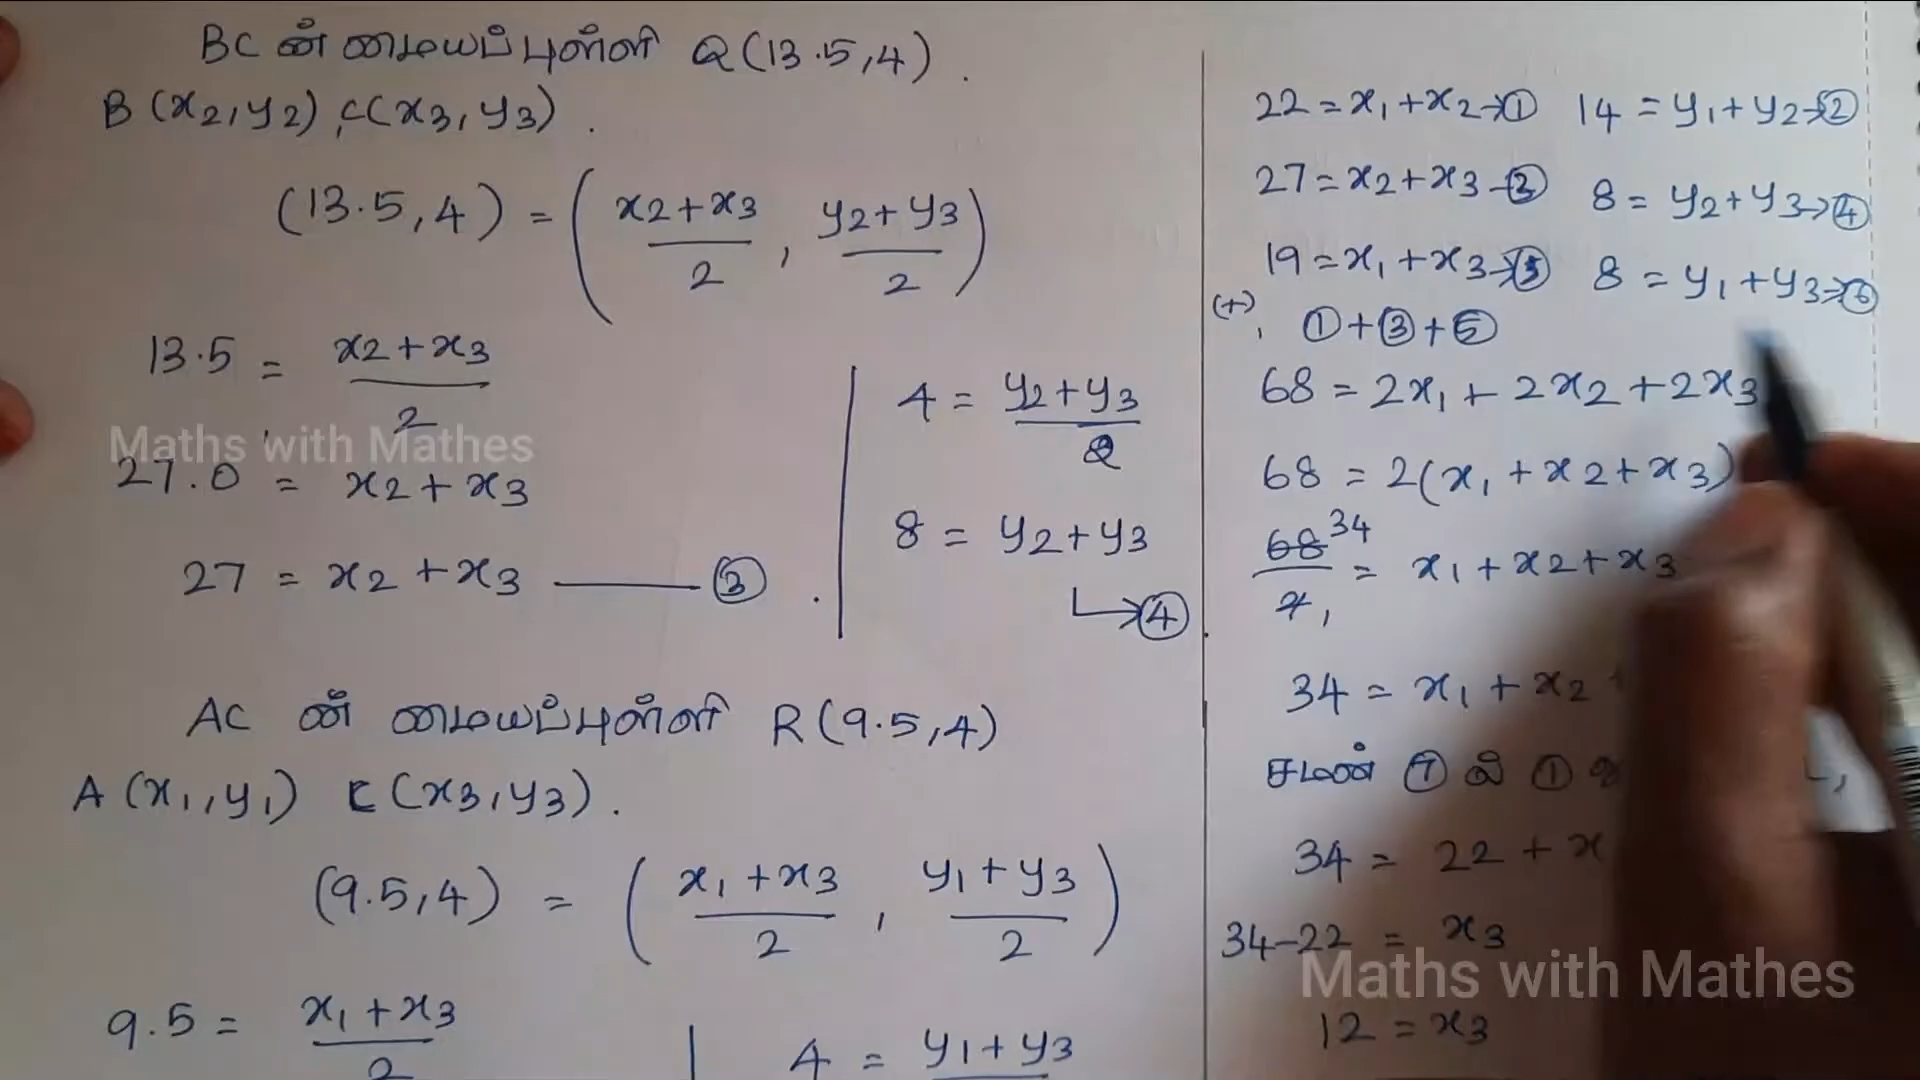 BC ன் மையப்புள்ளி Q(13.5,4).
B(x2,y2), C(x3,y3).
(13.5,4) = ( x2+x3 / 2 , y2+y3 / 2 )
13.5 = x2+x3 / 2
27.0 = x2+x3
27 = x2+x3 —— ③
4 = y2+y3 / 2
8 = y2+y3
→ ④
AC ன் மையப்புள்ளி R(9.5,4)
A(x1,y1) C(x3,y3).
(9.5,4) = ( x1+x3 / 2 , y1+y3 / 2 )
9.5 = x1+x3 / 2
4 = y1+y3
22=x1+x2→① 14=y1+y2→②
27=x2+x3-③ 8=y2+y3→④
19=x1+x3→⑤ 8=y1+y3→⑥
(+), ①+③+⑤
68=2x1+2x2+2x3
68=2(x1+x2+x3)
68 34 / 2 1 = x1+x2+x3
34=x1+x2
சமன் ⑦ ல் ①
34 = 22+x
34-22 = x3
12 = x3
Maths with Mathes
Maths with Mathes